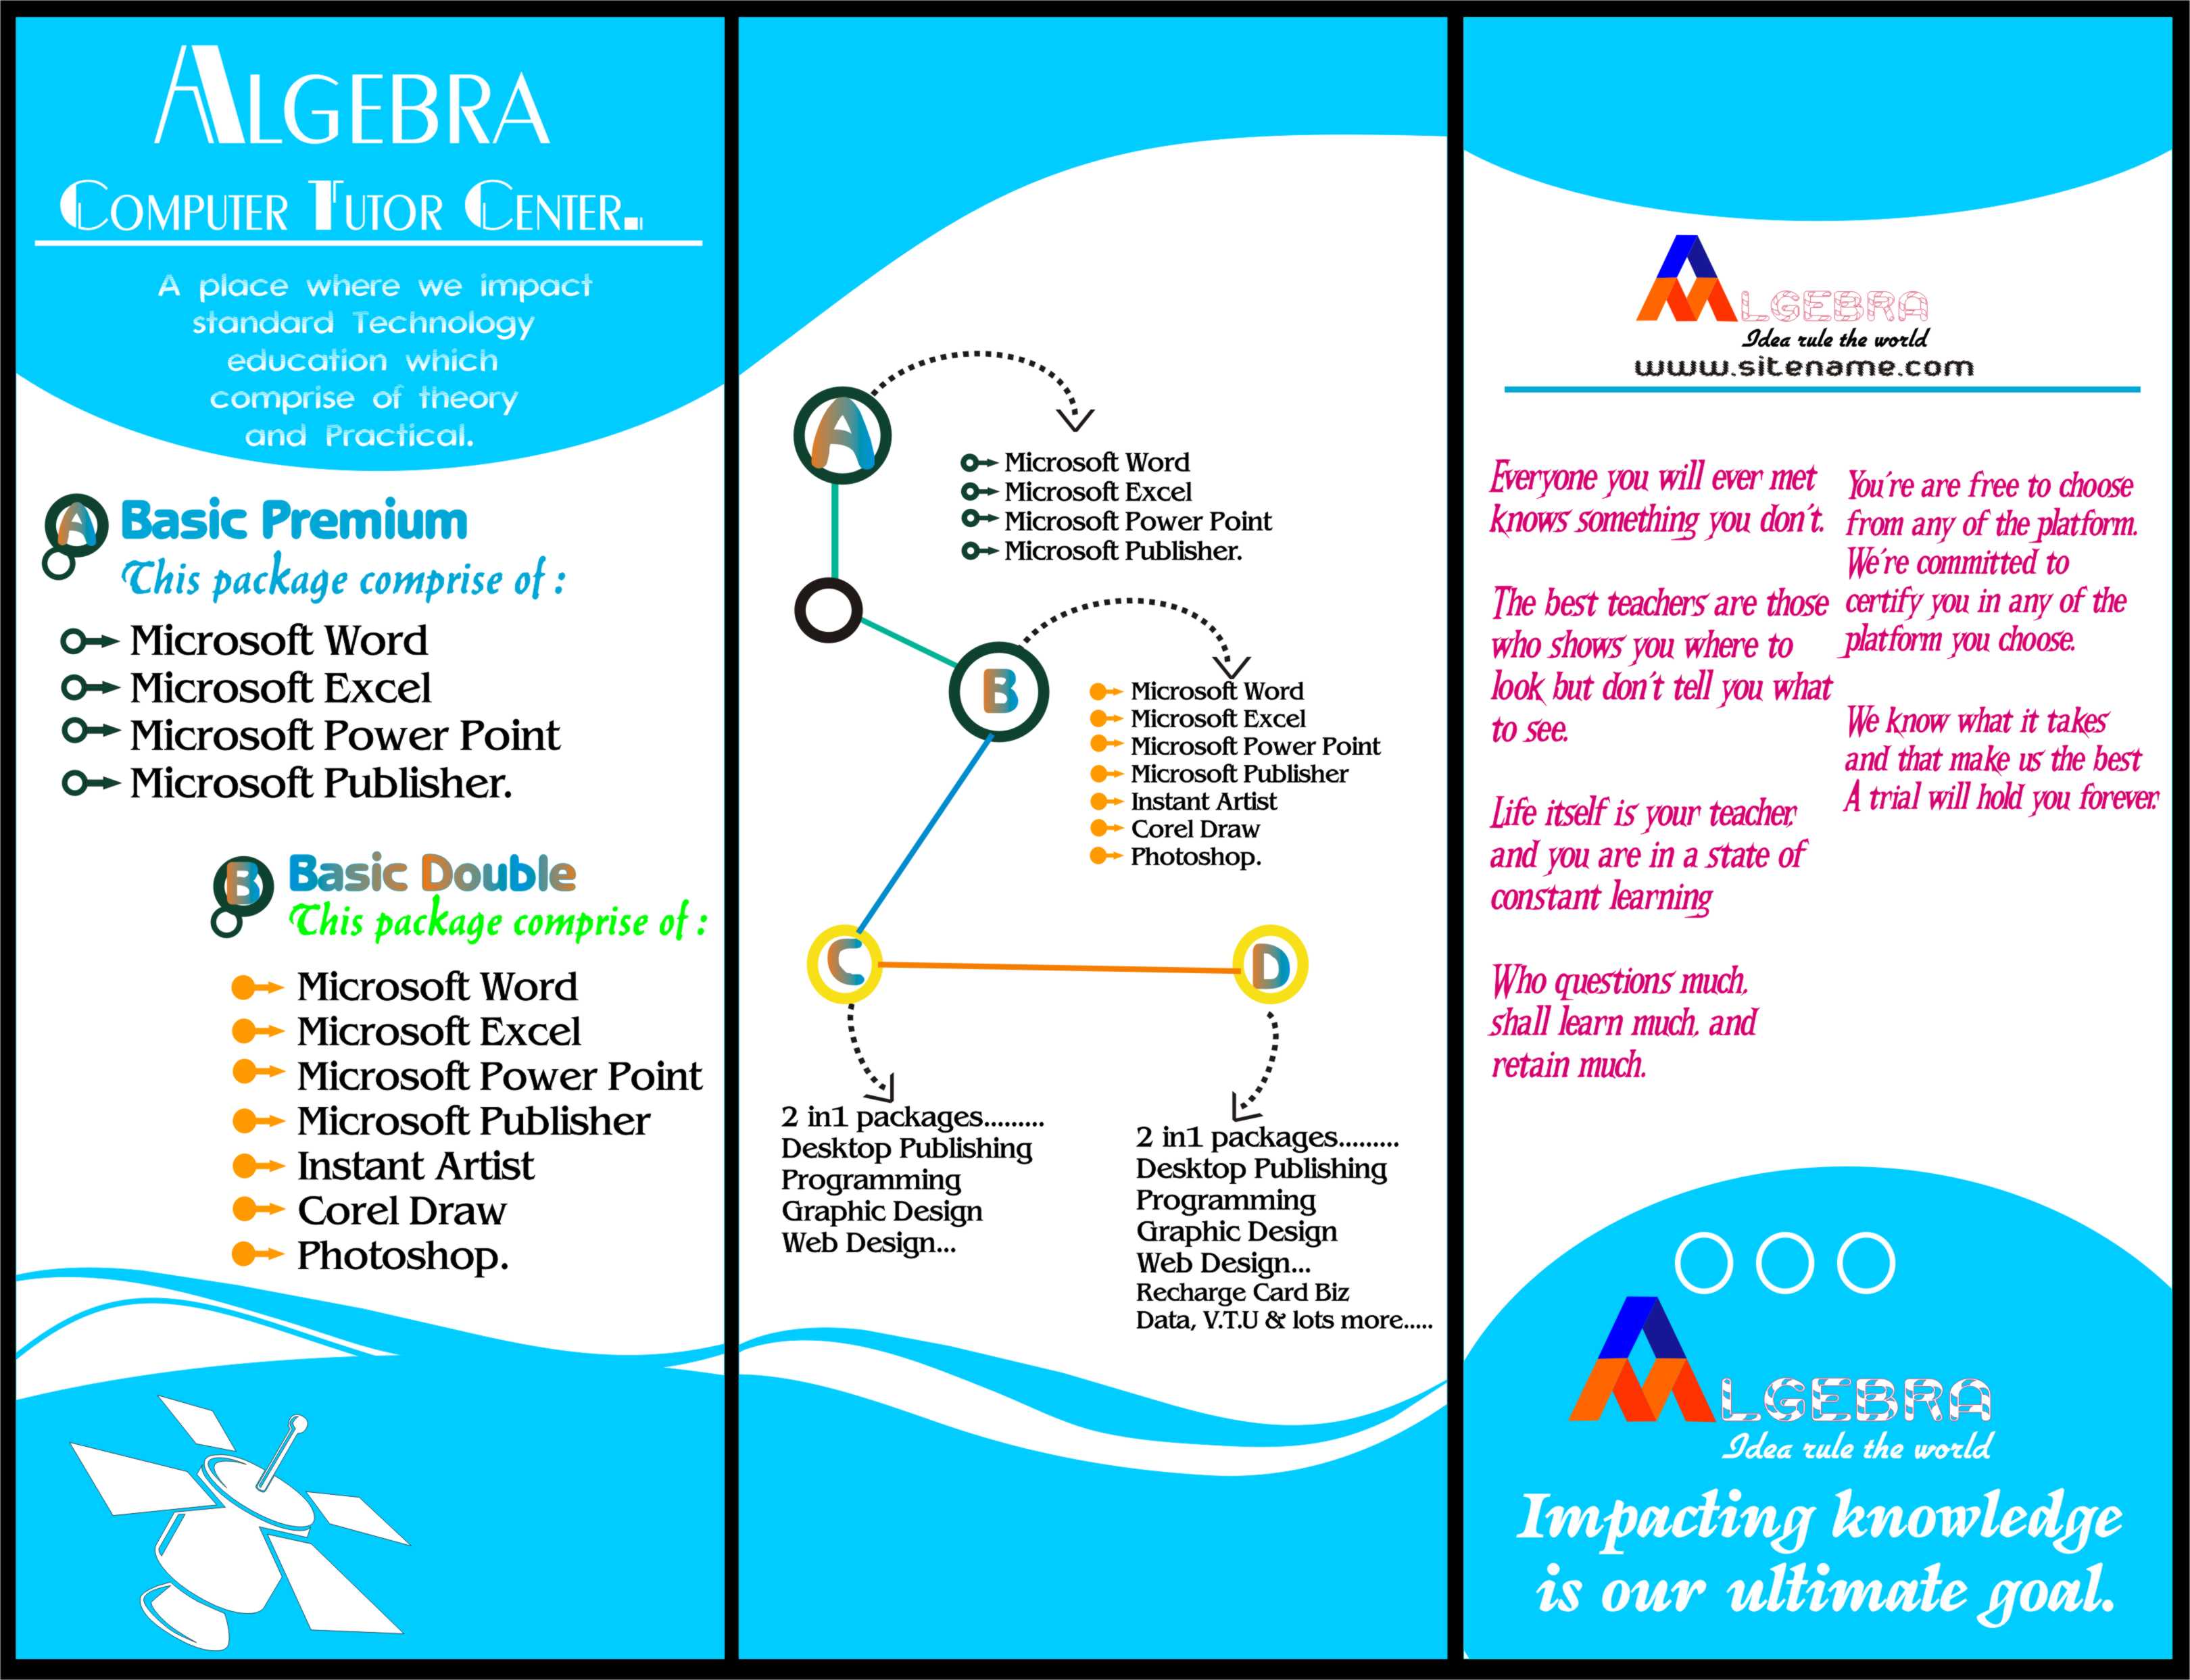 ALGEBRA
COMPUTER TUTOR CENTER..
A place where we impact
standard Technology
education which
comprise of theory
and Practical.
A Basic Premium
This package comprise of :
Microsoft Word
Microsoft Excel
Microsoft Power Point
Microsoft Publisher.
B Basic Double
This package comprise of :
Microsoft Word
Microsoft Excel
Microsoft Power Point
Microsoft Publisher
Instant Artist
Corel Draw
Photoshop.
A
Microsoft Word
Microsoft Excel
Microsoft Power Point
Microsoft Publisher.
B
Microsoft Word
Microsoft Excel
Microsoft Power Point
Microsoft Publisher
Instant Artist
Corel Draw
Photoshop.
C
2 in1 packages.........
Desktop Publishing
Programming
Graphic Design
Web Design...
D
2 in1 packages.........
Desktop Publishing
Programming
Graphic Design
Web Design...
Recharge Card Biz
Data, V.T.U & lots more.....
ALGEBRA
Idea rule the world
www.sitename.com
Everyone you will ever met
knows something you don't.
The best teachers are those
who shows you where to
look but don't tell you what
to see.
Life itself is your teacher,
and you are in a state of
constant learning
Who questions much,
shall learn much, and
retain much.
You're are free to choose
from any of the platform.
We're committed to
certify you in any of the
platform you choose.
We know what it takes
and that make us the best
A trial will hold you forever.
ALGEBRA
Idea rule the world
Impacting knowledge
is our ultimate goal.